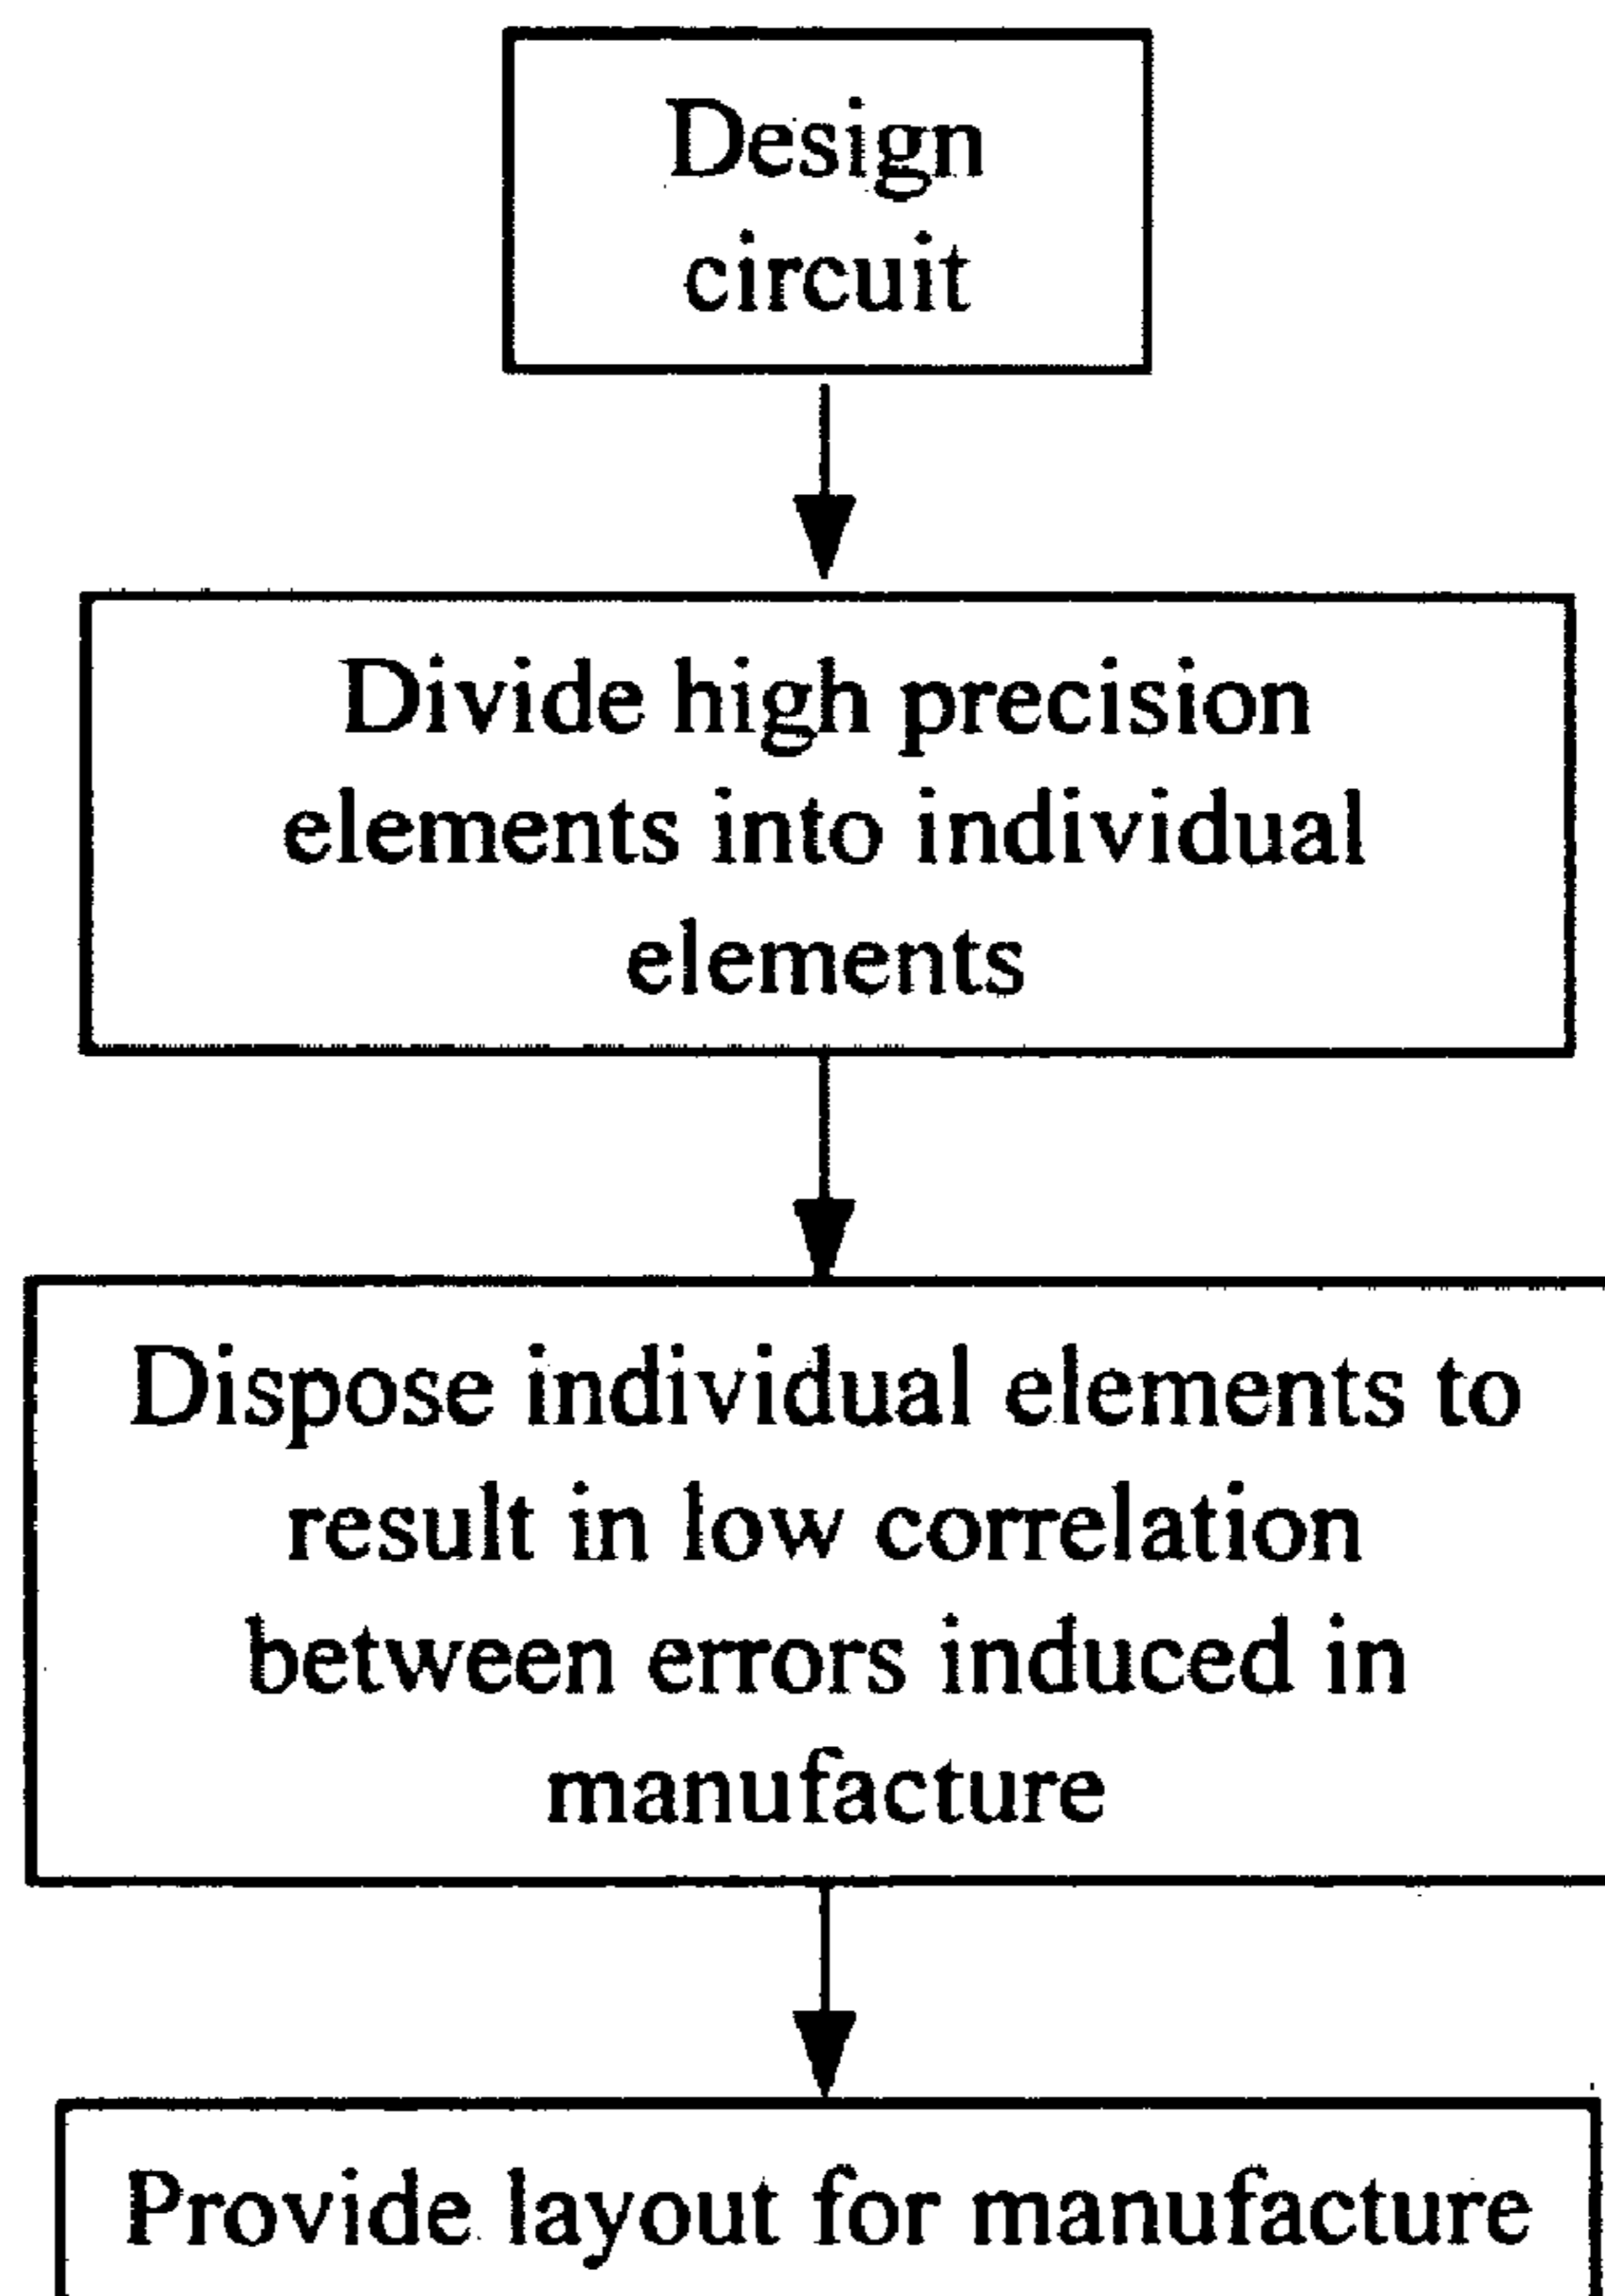 Design
circuit
Divide high precision
elements into individual
elements
Dispose individual elements to
result in low correlation
between errors induced in
manufacture
Provide layout for manufacture